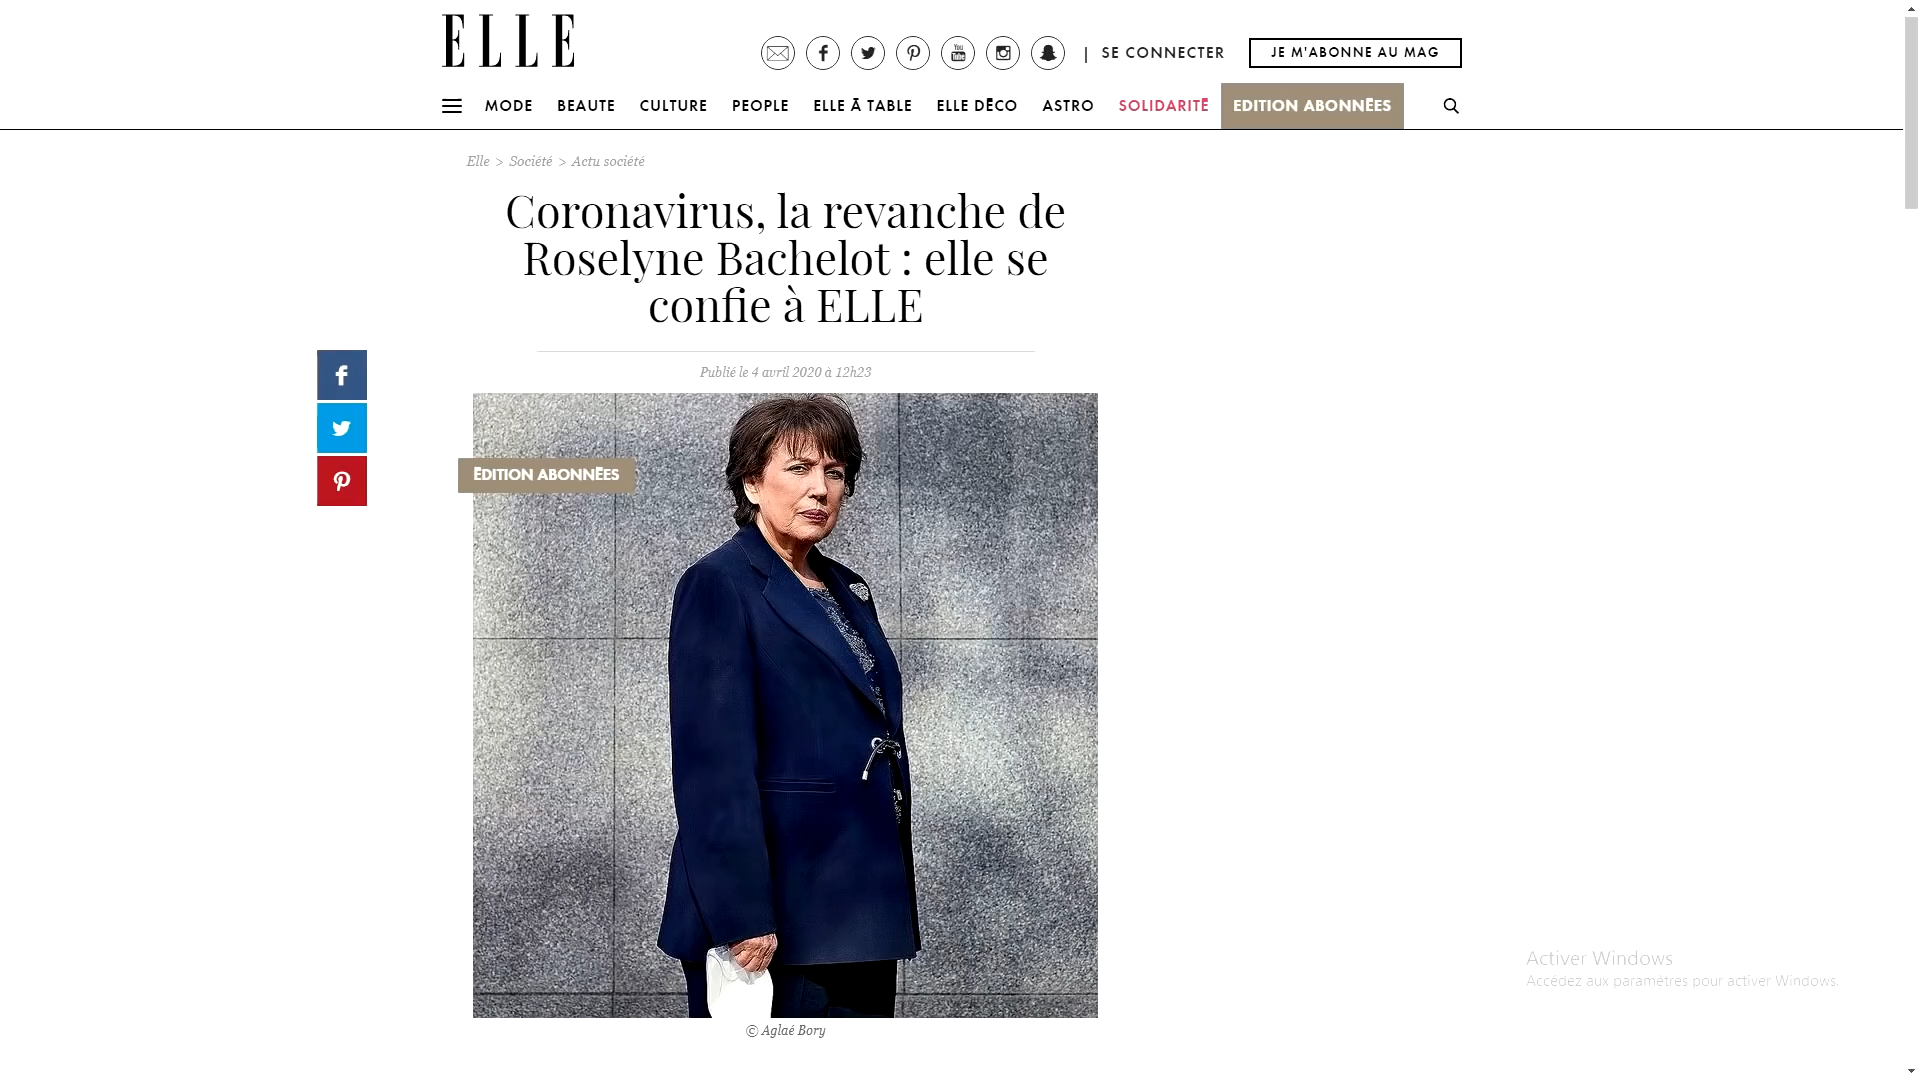 ELLE
You
Tube
| SE CONNECTER
JE M'ABONNE AU MAG
MODE BEAUTE CULTURE PEOPLE ELLE À TABLE ELLE DÉCO ASTRO SOLIDARITÉ EDITION ABONNÉES
Elle > Société > Actu société
Coronavirus, la revanche de
Roselyne Bachelot : elle se
confie à ELLE
Publié le 4 avril 2020 à 12h23
ÉDITION ABONNÉES
© Aglaé Bory
Activer Windows
Accédez aux paramètres pour activer Windows.